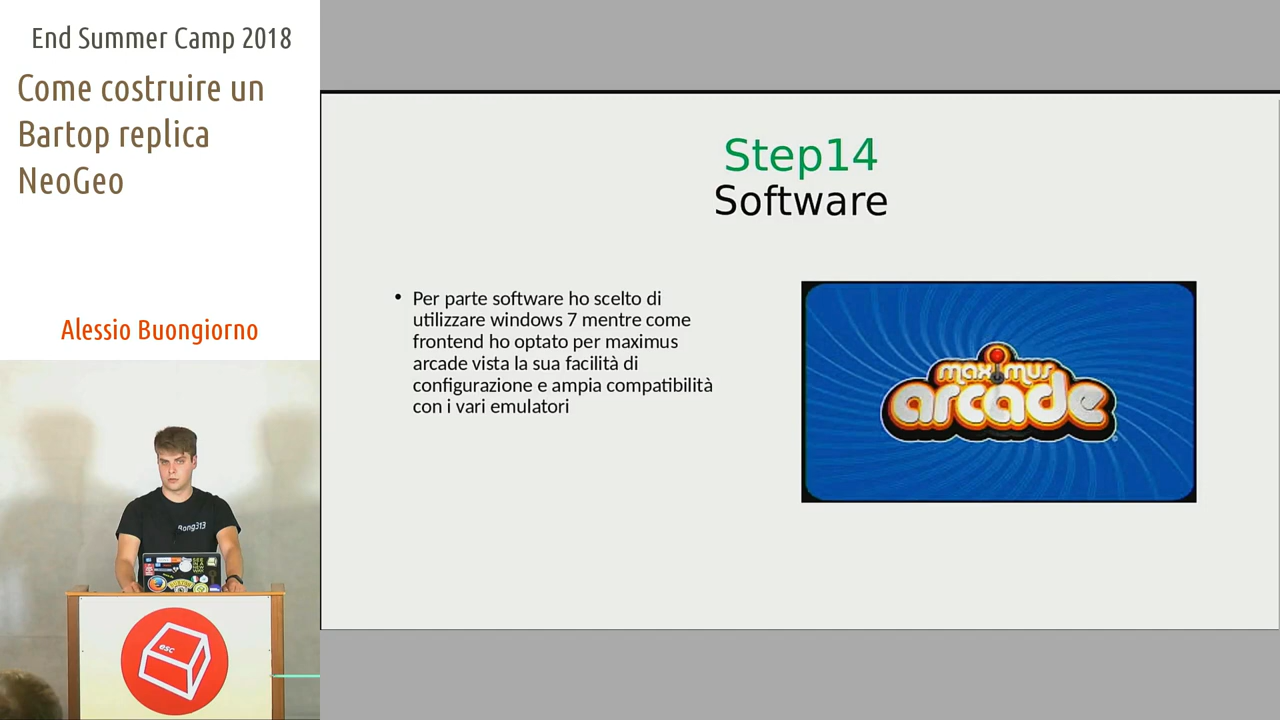 End Summer Camp 2018
Come costruire un
Bartop replica
NeoGeo
Alessio Buongiorno
Step14
Software
• Per parte software ho scelto di
utilizzare windows 7 mentre come
frontend ho optato per maximus
arcade vista la sua facilità di
configurazione e ampia compatibilità
con i vari emulatori
maximus
arcade
esc